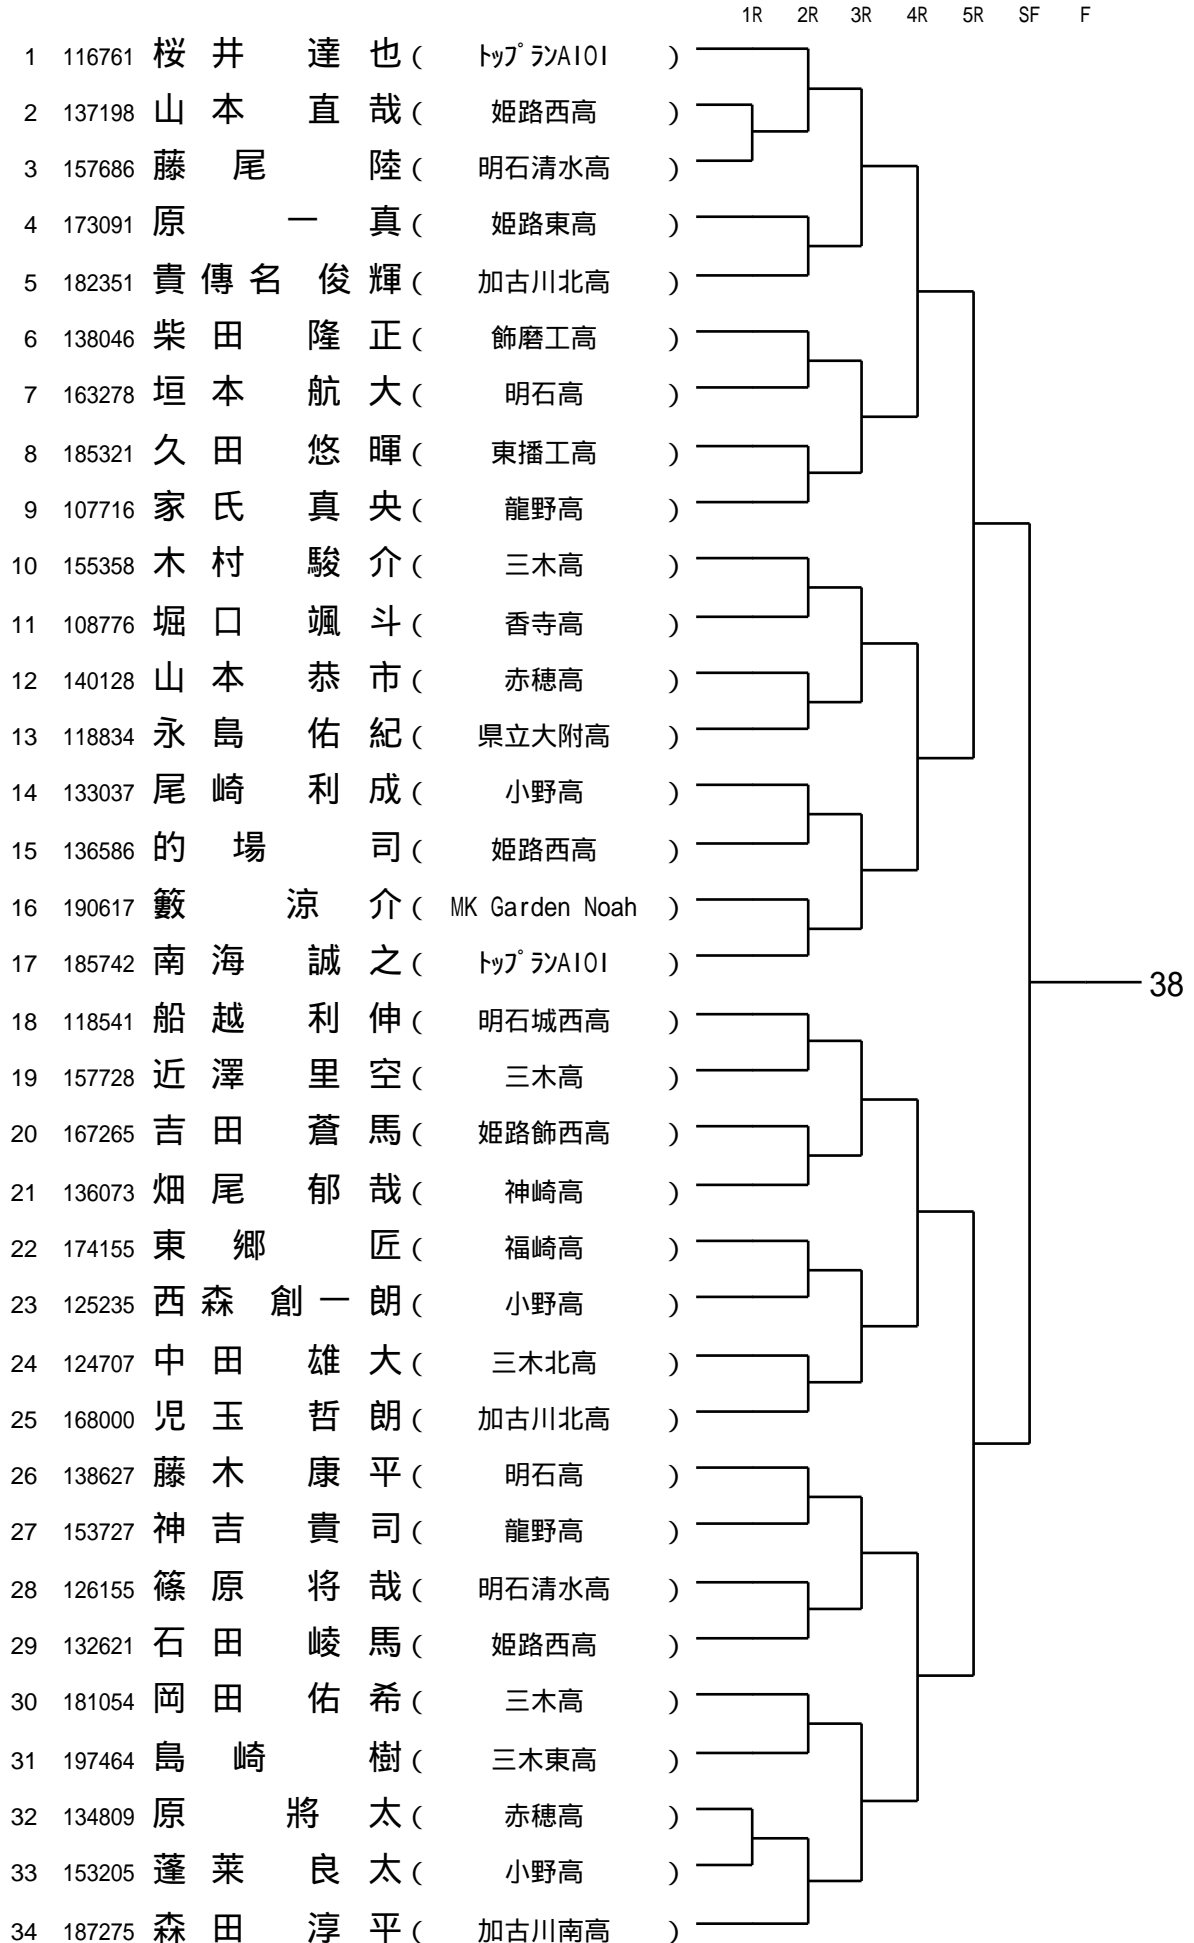 1R 2R 3R 4R 5R SF F
1 116761 桜井 達也 ( トップランAIOI )
2 137198 山本 直哉 ( 姫路西高 )
3 157686 藤尾 陸 ( 明石清水高 )
4 173091 原 一真 ( 姫路東高 )
5 182351 貴傳名 俊輝 ( 加古川北高 )
6 138046 柴田 隆正 ( 飾磨工高 )
7 163278 垣本 航大 ( 明石高 )
8 185321 久田 悠暉 ( 東播工高 )
9 107716 家氏 真央 ( 龍野高 )
10 155358 木村 駿介 ( 三木高 )
11 108776 堀口 颯斗 ( 香寺高 )
12 140128 山本 恭市 ( 赤穂高 )
13 118834 永島 佑紀 ( 県立大附高 )
14 133037 尾崎 利成 ( 小野高 )
15 136586 的場 司 ( 姫路西高 )
16 190617 籔 涼介 ( MK Garden Noah )
17 185742 南海 誠之 ( トップランAIOI )
38
18 118541 船越 利伸 ( 明石城西高 )
19 157728 近澤 里空 ( 三木高 )
20 167265 吉田 蒼馬 ( 姫路飾西高 )
21 136073 畑尾 郁哉 ( 神崎高 )
22 174155 東郷 匠 ( 福崎高 )
23 125235 西森 創一朗 ( 小野高 )
24 124707 中田 雄大 ( 三木北高 )
25 168000 児玉 哲朗 ( 加古川北高 )
26 138627 藤木 康平 ( 明石高 )
27 153727 神吉 貴司 ( 龍野高 )
28 126155 篠原 将哉 ( 明石清水高 )
29 132621 石田 崚馬 ( 姫路西高 )
30 181054 岡田 佑希 ( 三木高 )
31 197464 島崎 樹 ( 三木東高 )
32 134809 原 將太 ( 赤穂高 )
33 153205 蓬莱 良太 ( 小野高 )
34 187275 森田 淳平 ( 加古川南高 )